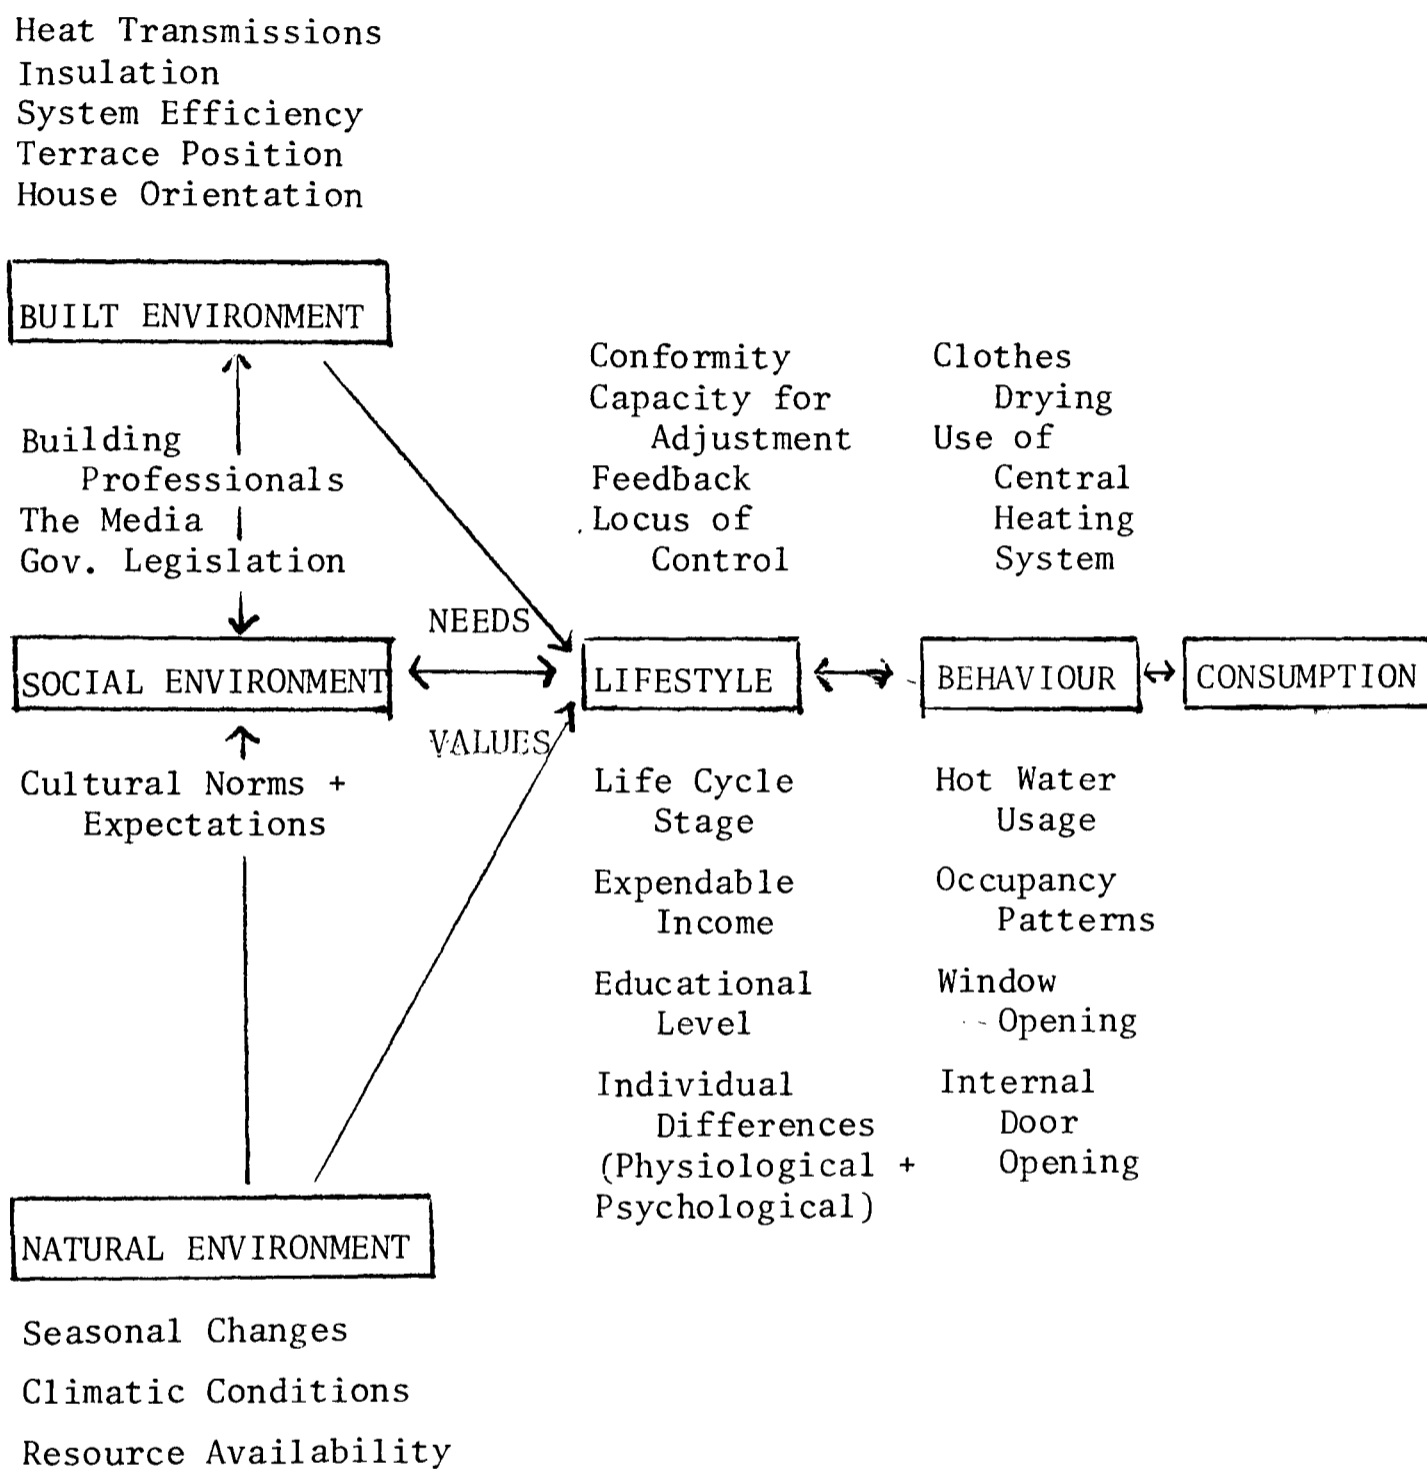 Heat Transmissions
Insulation
System Efficiency
Terrace Position
House Orientation
BUILT ENVIRONMENT
Building
Professionals
The Media
Gov. Legislation
SOCIAL ENVIRONMENT
Cultural Norms +
Expectations
NATURAL ENVIRONMENT
Seasonal Changes
Climatic Conditions
Resource Availability
NEEDS
VALUES
Conformity
Capacity for
Adjustment
Feedback
Locus of
Control
LIFESTYLE
Life Cycle
Stage
Expendable
Income
Educational
Level
Individual
Differences
(Physiological +
Psychological)
Clothes
Drying
Use of
Central
Heating
System
BEHAVIOUR
Hot Water
Usage
Occupancy
Patterns
Window
Opening
Internal
Door
Opening
CONSUMPTION